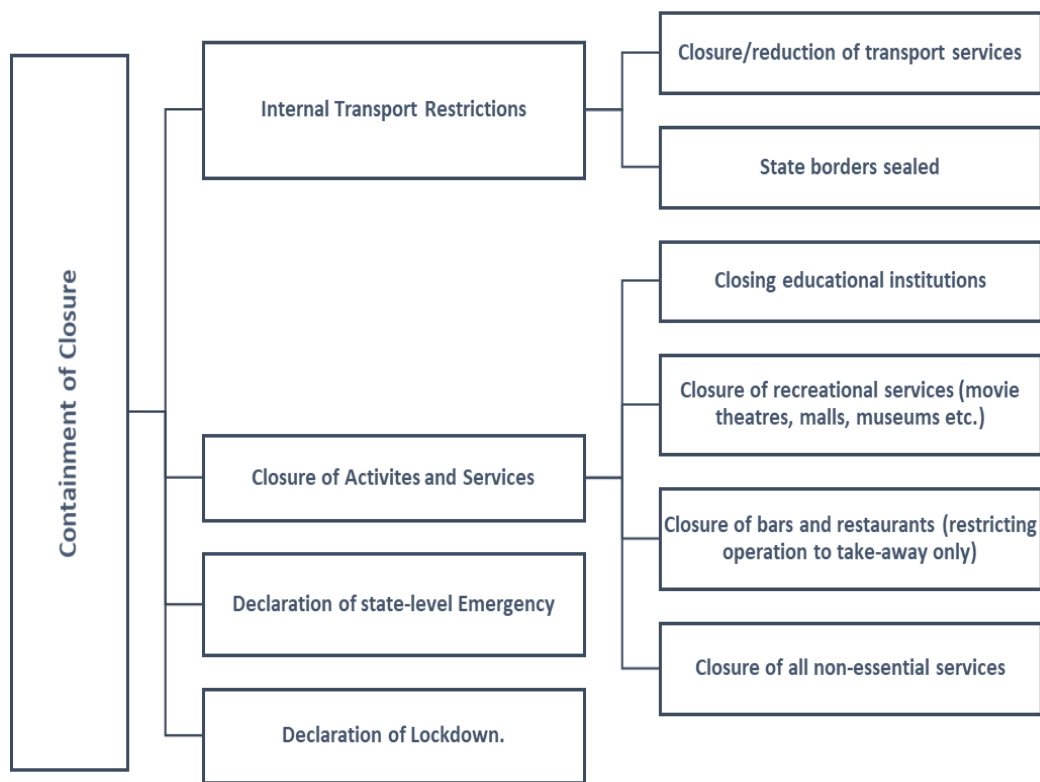 Containment of Closure
Internal Transport Restrictions
Closure/reduction of transport services
State borders sealed
Closure of Activites and Services
Closing educational institutions
Closure of recreational services (movie
theatres, malls, museums etc.)
Closure of bars and restaurants (restricting
operation to take-away only)
Closure of all non-essential services
Declaration of state-level Emergency
Declaration of Lockdown.